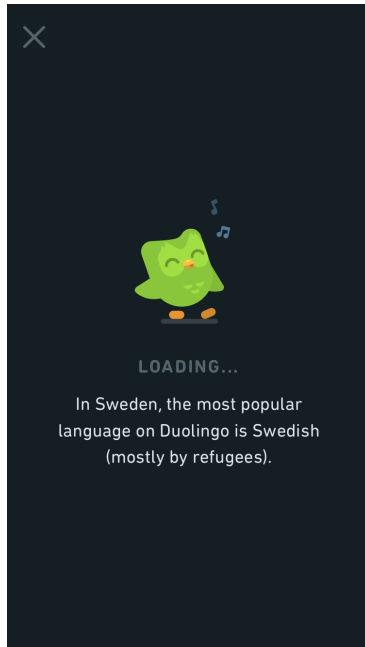 LOADING...
In Sweden, the most popular
language on Duolingo is Swedish
(mostly by refugees).